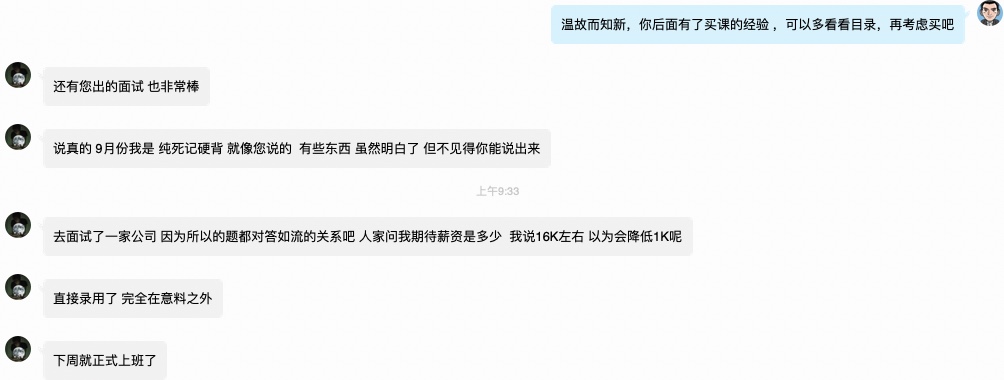 温故而知新，你后面有了买课的经验 ，可以多看看目录，再考虑买吧
还有您出的面试 也非常棒
说真的 9月份我是 纯死记硬背 就像您说的  有些东西 虽然明白了 但不见得你能说出来
上午9:33
去面试了一家公司 因为所以的题都对答如流的关系吧 人家问我期待薪资是多少  我说16K左右 以为会降低1K呢
直接录用了 完全在意料之外
下周就正式上班了